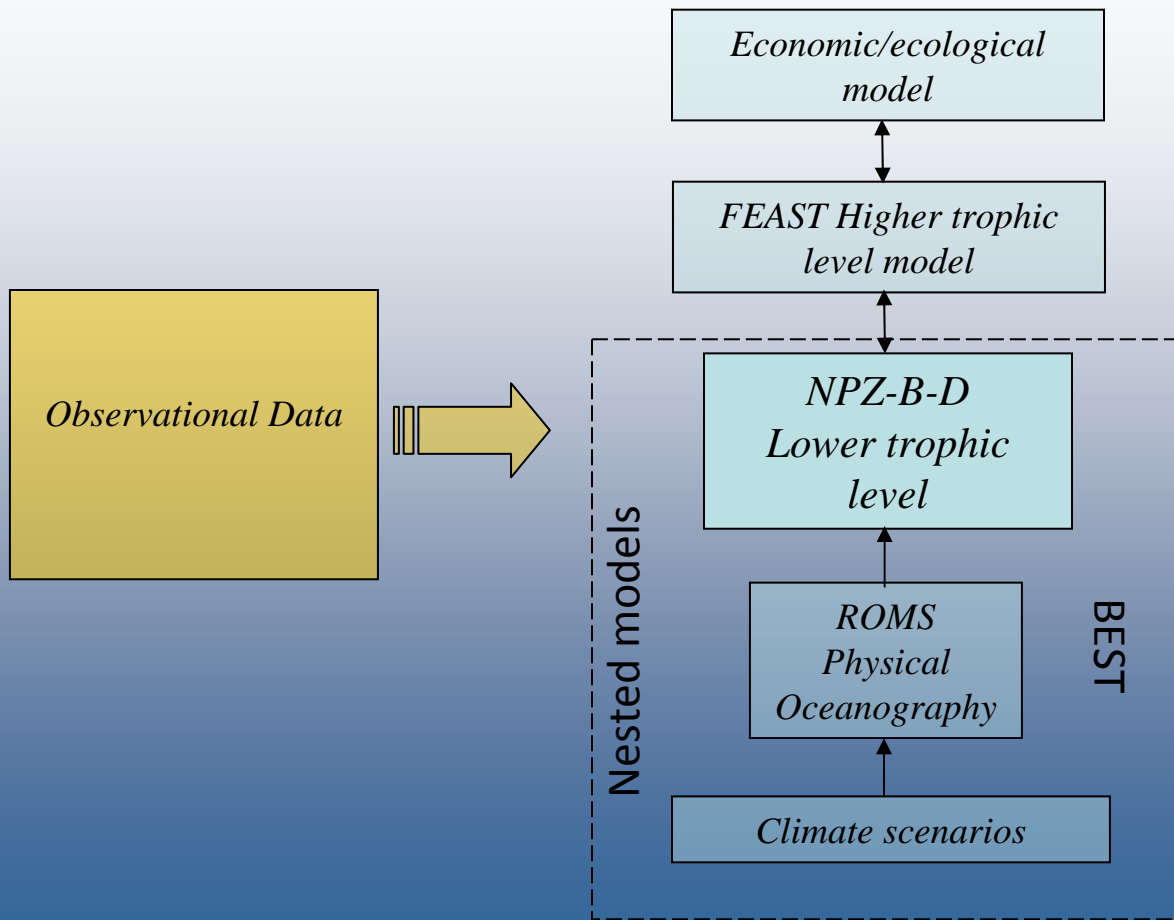 Economic/ecological
model
FEAST Higher trophic
level model
Observational Data
NPZ-B-D
Lower trophic
level
Nested models
BEST
ROMS
Physical
Oceanography
Climate scenarios